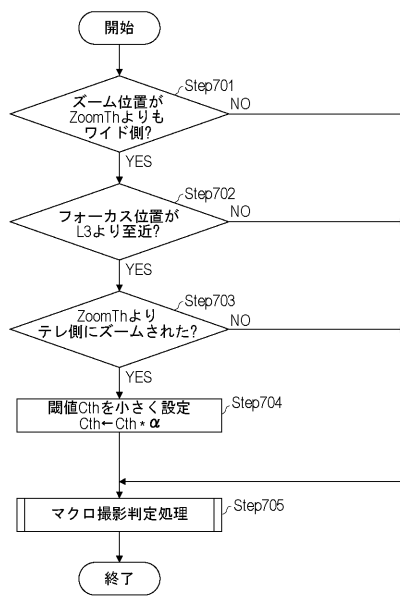 開始
Step701
ズーム位置が
ZoomThよりも
ワイド側?
NO
YES
Step702
フォーカス位置が
L3より至近?
NO
YES
Step703
ZoomThより
テレ側にズームされた?
NO
YES
Step704
閾値Cthを小さく設定
Cth←Cth*α
Step705
マクロ撮影判定処理
終了